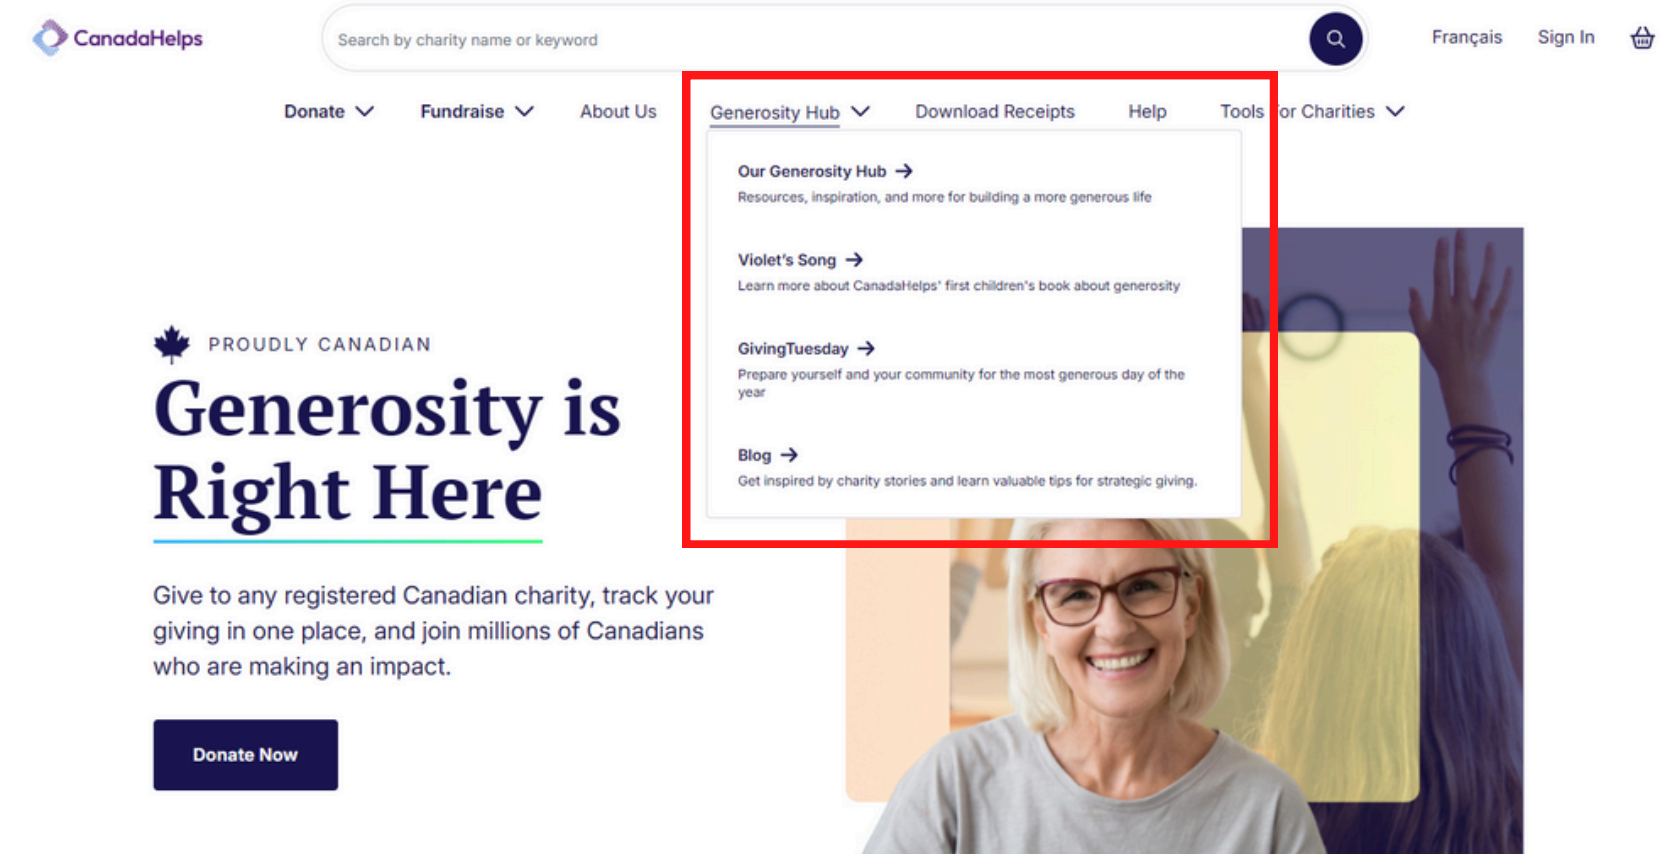 CanadaHelps
Search by charity name or keyword
Français
Sign In
Donate
Fundraise
About Us
Generosity Hub
Download Receipts
Help
Tools For Charities
Our Generosity Hub →
Resources, inspiration, and more for building a more generous life
Violet's Song →
Learn more about CanadaHelps' first children's book about generosity
GivingTuesday →
Prepare yourself and your community for the most generous day of the
year
Blog →
Get inspired by charity stories and learn valuable tips for strategic giving.
PROUDLY CANADIAN
Generosity is
Right Here
Give to any registered Canadian charity, track your
giving in one place, and join millions of Canadians
who are making an impact.
Donate Now